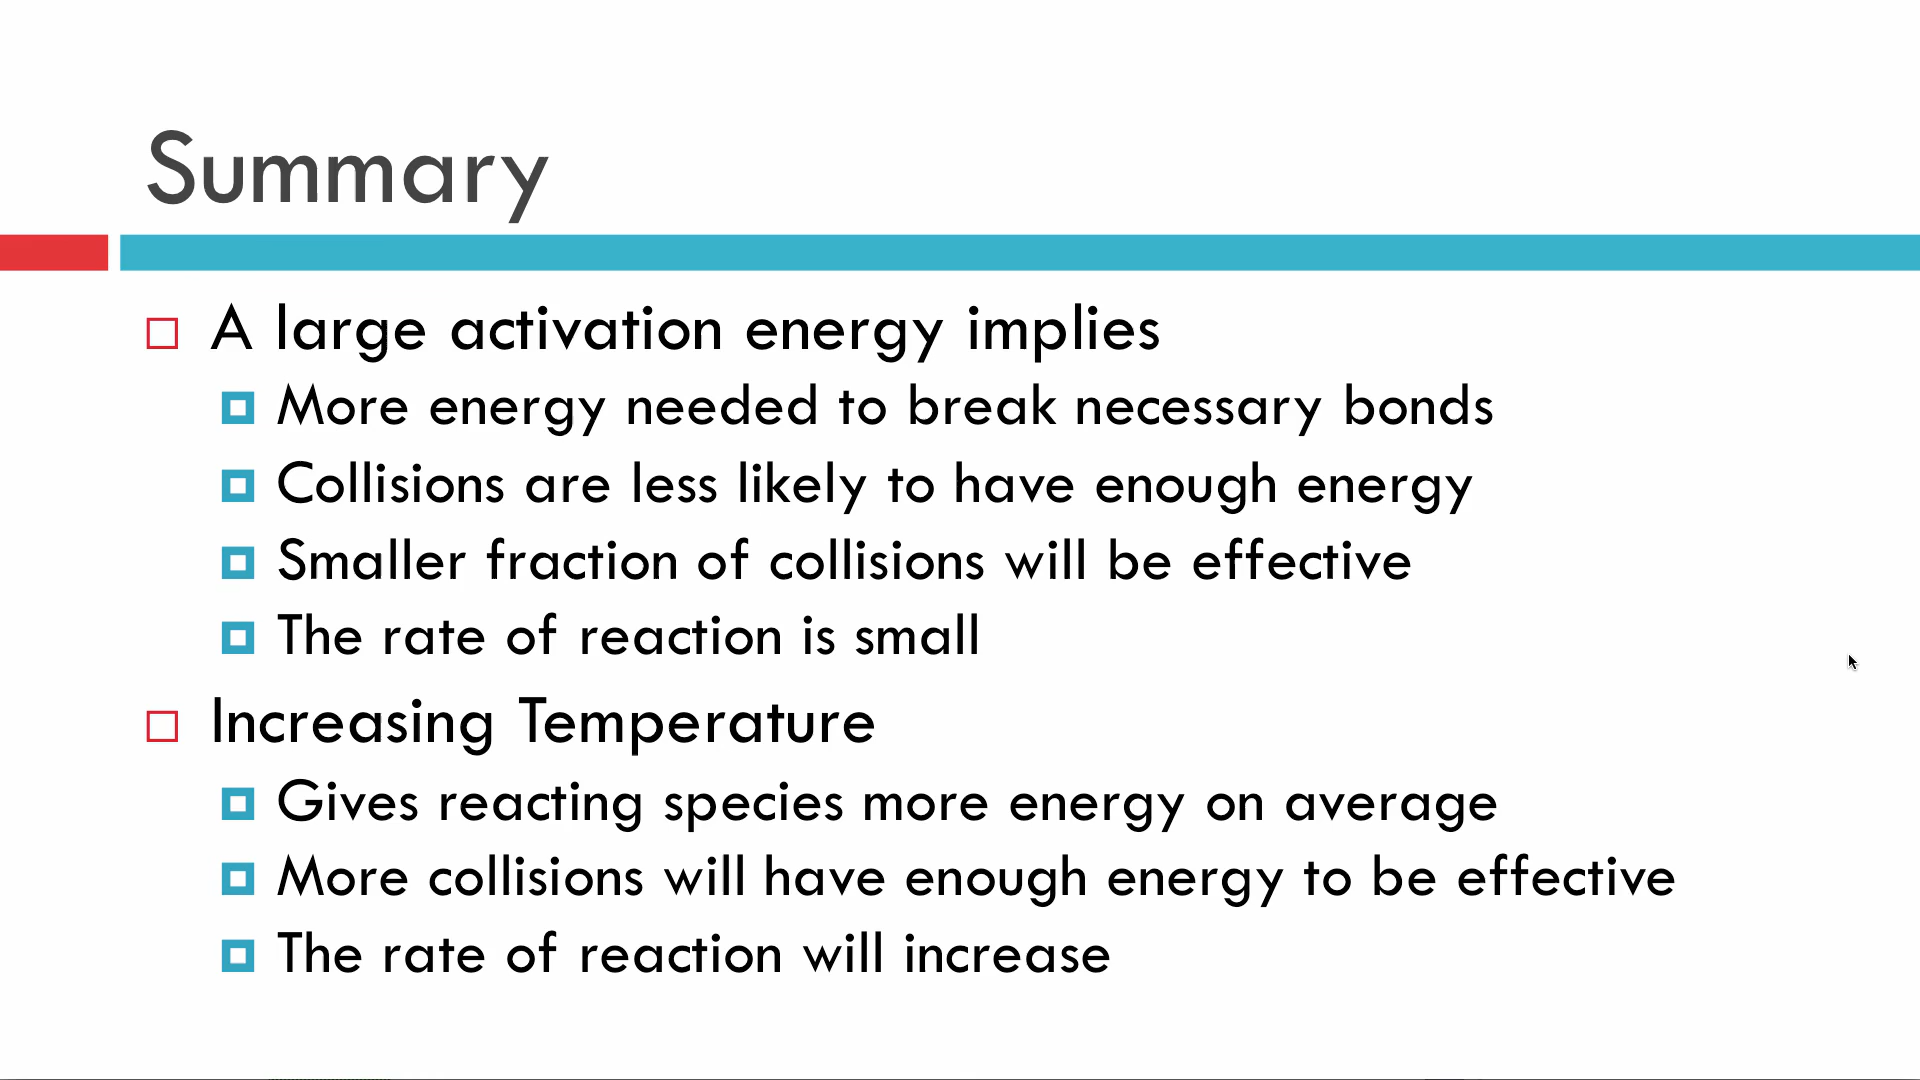 Summary
A large activation energy implies
More energy needed to break necessary bonds
Collisions are less likely to have enough energy
Smaller fraction of collisions will be effective
The rate of reaction is small
Increasing Temperature
Gives reacting species more energy on average
More collisions will have enough energy to be effective
The rate of reaction will increase